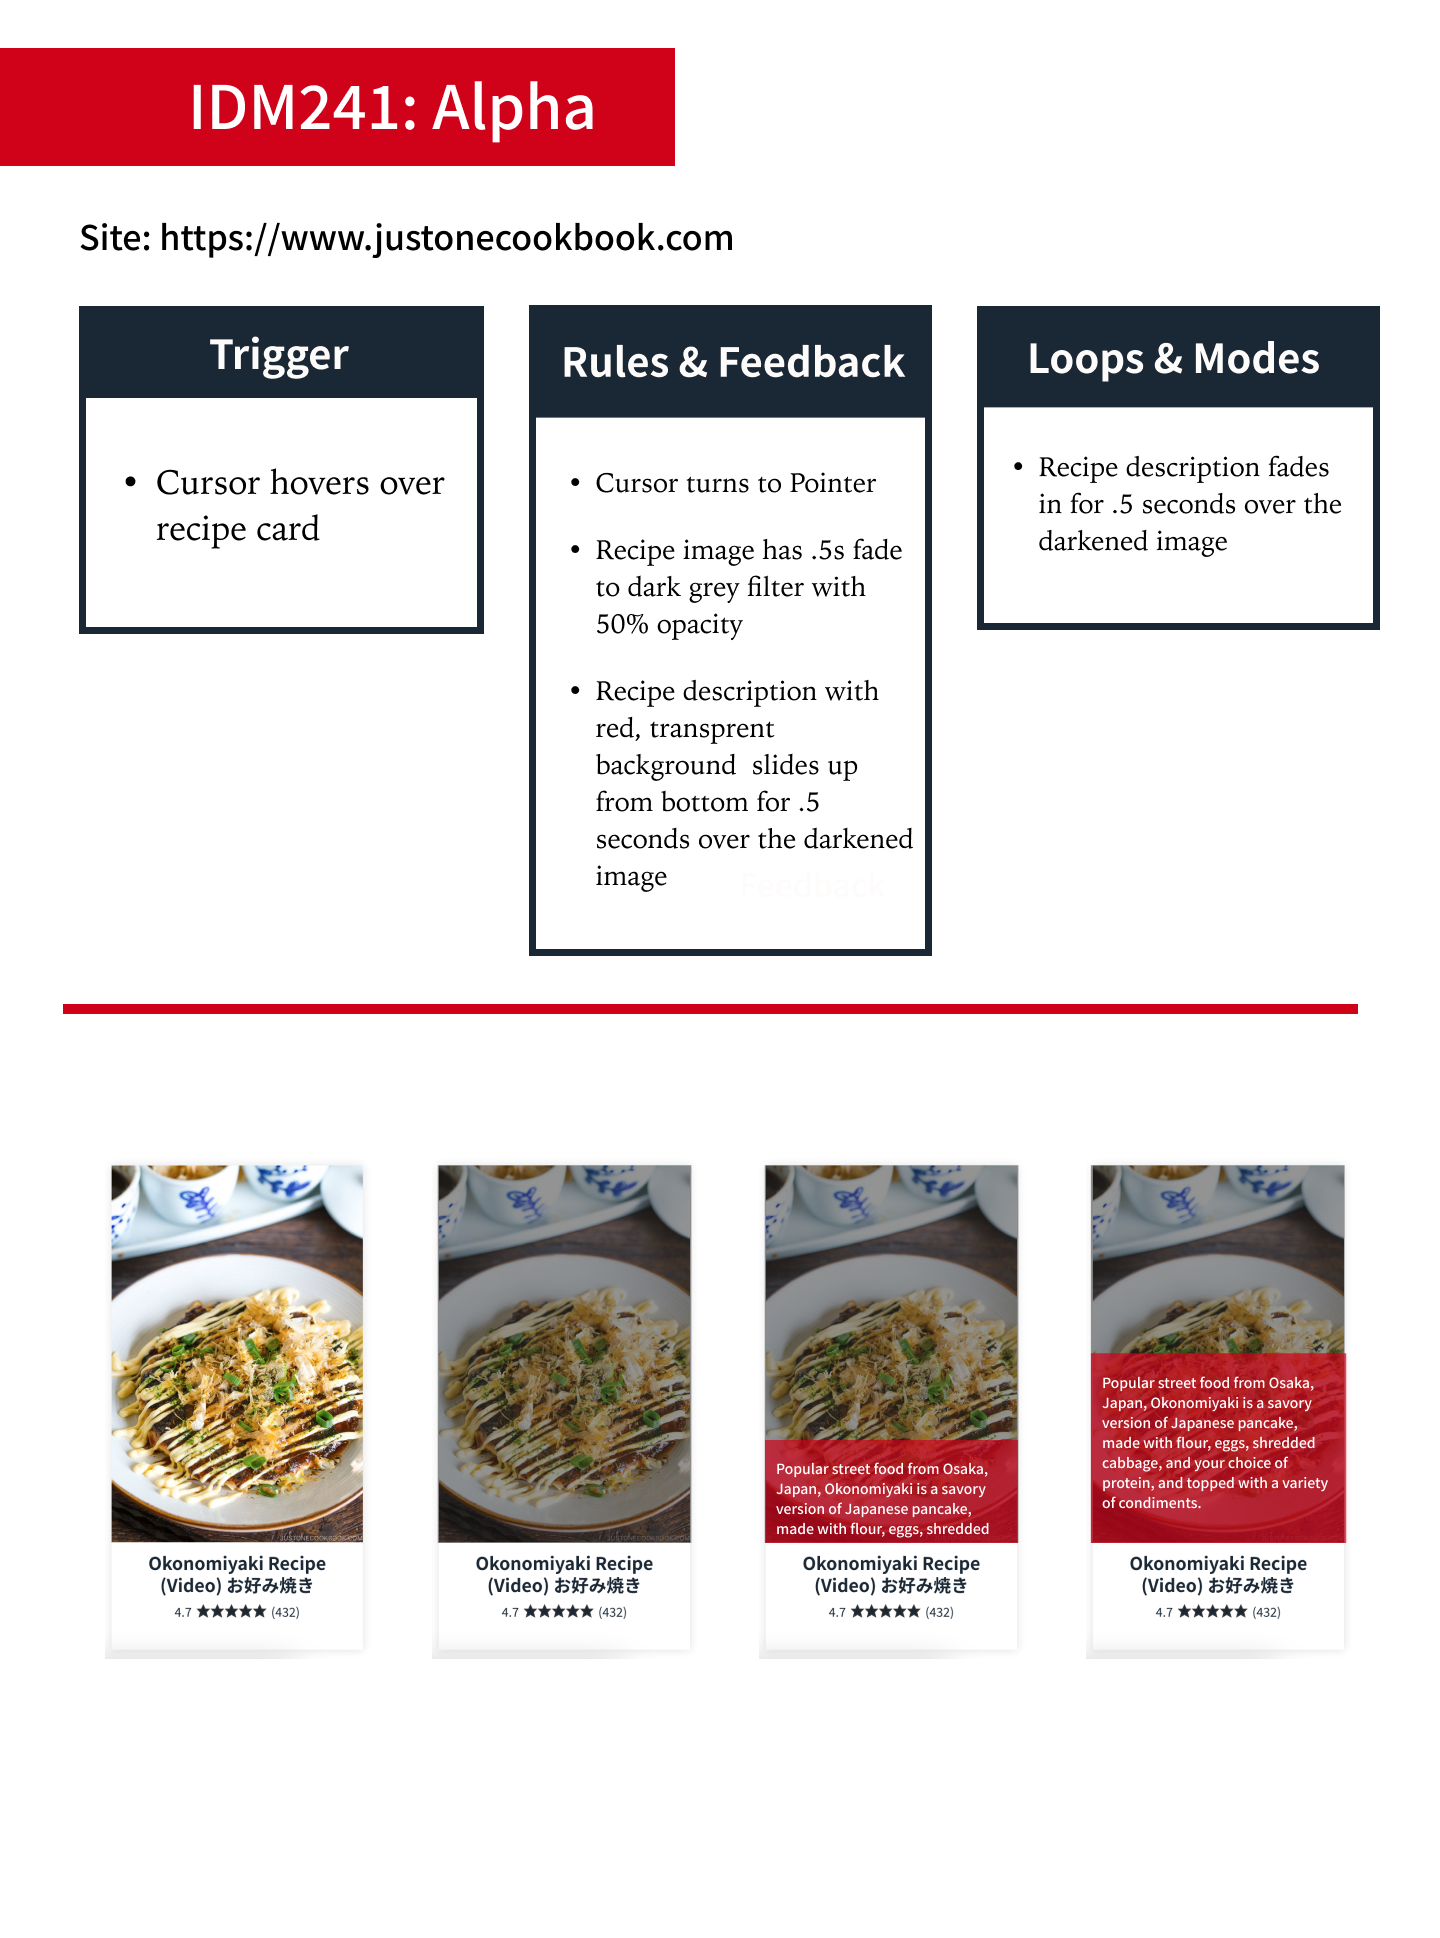 IDM241: Alpha
Site: https://www.justonecookbook.com
Trigger
• Cursor hovers over
recipe card
Rules & Feedback
• Cursor turns to Pointer
• Recipe image has .5s fade
to dark grey filter with
50% opacity
• Recipe description with
red, transprent
background slides up
from bottom for .5
seconds over the darkened
image
Feedback
Loops & Modes
• Recipe description fades
in for .5 seconds over the
darkened image
JUSTONECOOKBOOK.COM
Okonomiyaki Recipe
(Video) お好み焼き
4.7 ★★★★★ (432)
JUSTONECOOKBOOK.COM
Okonomiyaki Recipe
(Video) お好み焼き
4.7 ★★★★★ (432)
Popular street food from Osaka,
Japan, Okonomiyaki is a savory
version of Japanese pancake,
made with flour, eggs, shredded
Okonomiyaki Recipe
(Video) お好み焼き
4.7 ★★★★★ (432)
Popular street food from Osaka,
Japan, Okonomiyaki is a savory
version of Japanese pancake,
made with flour, eggs, shredded
cabbage, and your choice of
protein, and topped with a variety
of condiments.
Okonomiyaki Recipe
(Video) お好み焼き
4.7 ★★★★★ (432)